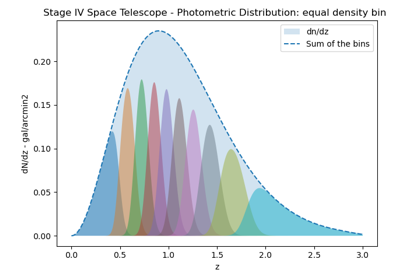 Stage IV Space Telescope - Photometric Distribution: equal density bin
dn/dz
Sum of the bins
dN/dz - gal/arcmin2
0.20
0.15
0.10
0.05
0.00
0.0 0.5 1.0 1.5 2.0 2.5 3.0
z